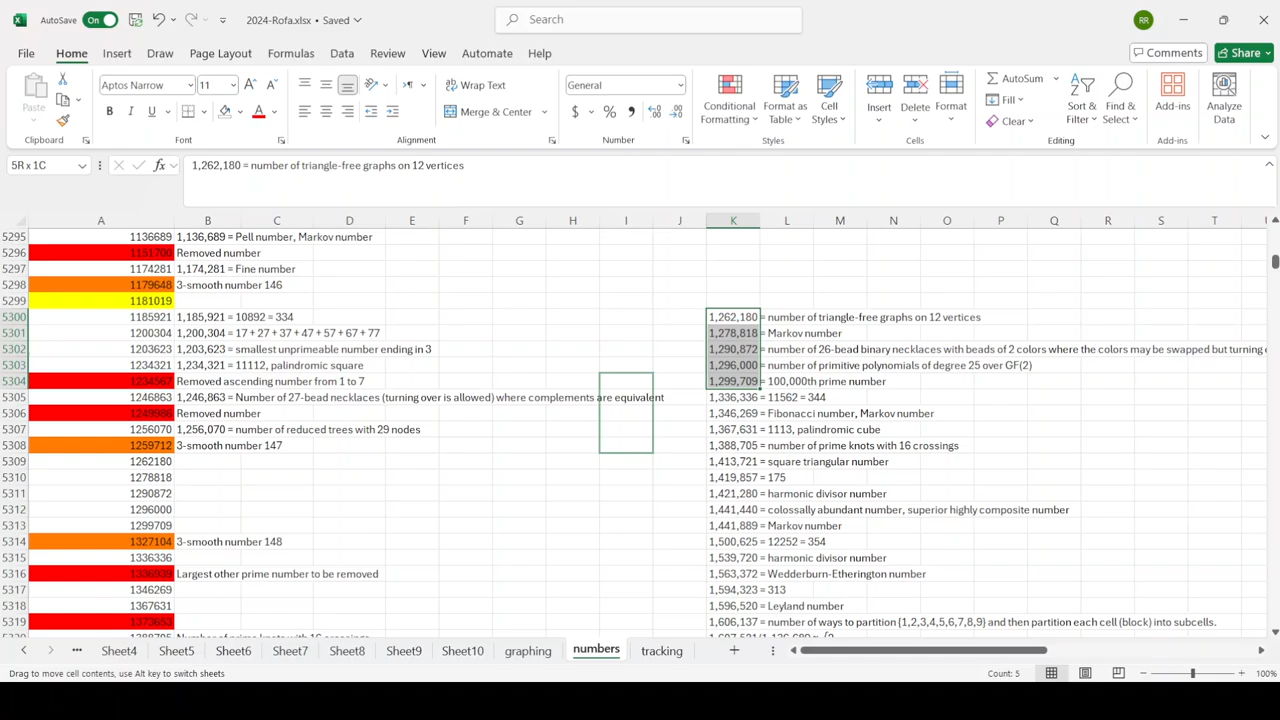 AutoSave On 2024-Rofa.xlsx • Saved Search RR
File Home Insert Draw Page Layout Formulas Data Review View Automate Help Comments Share
Paste Aptos Narrow 11 A A Wrap Text General Conditional Formatting Format as Table Cell Styles Insert Delete Format AutoSum Sort & Filter Find & Select Add-ins Analyze Data
B I U A Merge & Center $ % Fill Clear
Clipboard Font Alignment Number Styles Cells Editing Add-ins
5R x 1C fx 1,262,180 = number of triangle-free graphs on 12 vertices
A B C D E F G H I J K L M N O P Q R S T
5295 1136689 1,136,689 = Pell number, Markov number
5296 1151700 Removed number
5297 1174281 1,174,281 = Fine number
5298 1179648 3-smooth number 146
5299 1181019
5300 1185921 1,185,921 = 10892 = 334 1,262,180 = number of triangle-free graphs on 12 vertices
5301 1200304 1,200,304 = 17 + 27 + 37 + 47 + 57 + 67 + 77 1,278,818 = Markov number
5302 1203623 1,203,623 = smallest unprimeable number ending in 3 1,290,872 = number of 26-bead binary necklaces with beads of 2 colors where the colors may be swapped but turning
5303 1234321 1,234,321 = 11112, palindromic square 1,296,000 = number of primitive polynomials of degree 25 over GF(2)
5304 1234567 Removed ascending number from 1 to 7 1,299,709 = 100,000th prime number
5305 1246863 1,246,863 = Number of 27-bead necklaces (turning over is allowed) where complements are equivalent 1,336,336 = 11562 = 344
5306 1249986 Removed number 1,346,269 = Fibonacci number, Markov number
5307 1256070 1,256,070 = number of reduced trees with 29 nodes 1,367,631 = 1113, palindromic cube
5308 1259712 3-smooth number 147 1,388,705 = number of prime knots with 16 crossings
5309 1262180 1,413,721 = square triangular number
5310 1278818 1,419,857 = 175
5311 1290872 1,421,280 = harmonic divisor number
5312 1296000 1,441,440 = colossally abundant number, superior highly composite number
5313 1299709 1,441,889 = Markov number
5314 1327104 3-smooth number 148 1,500,625 = 12252 = 354
5315 1336336 1,539,720 = harmonic divisor number
5316 1336939 Largest other prime number to be removed 1,563,372 = Wedderburn-Etherington number
5317 1346269 1,594,323 = 313
5318 1367631 1,596,520 = Leyland number
5319 1373653 1,606,137 = number of ways to partition {1,2,3,4,5,6,7,8,9} and then partition each cell (block) into subcells.
Sheet4 Sheet5 Sheet6 Sheet7 Sheet8 Sheet9 Sheet10 graphing numbers tracking
Drag to move cell contents, use Alt key to switch sheets Count: 5 100%